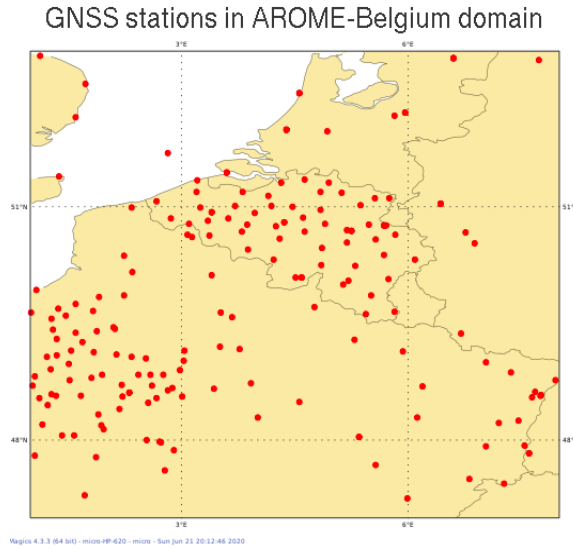 GNSS stations in AROME-Belgium domain
3°E 6°E
51°N 51°N
48°N 48°N
3°E 6°E
Magics 4.3.3 (64 bit) - micro-HP-620 - micro - Sun Jun 21 20:12:46 2020